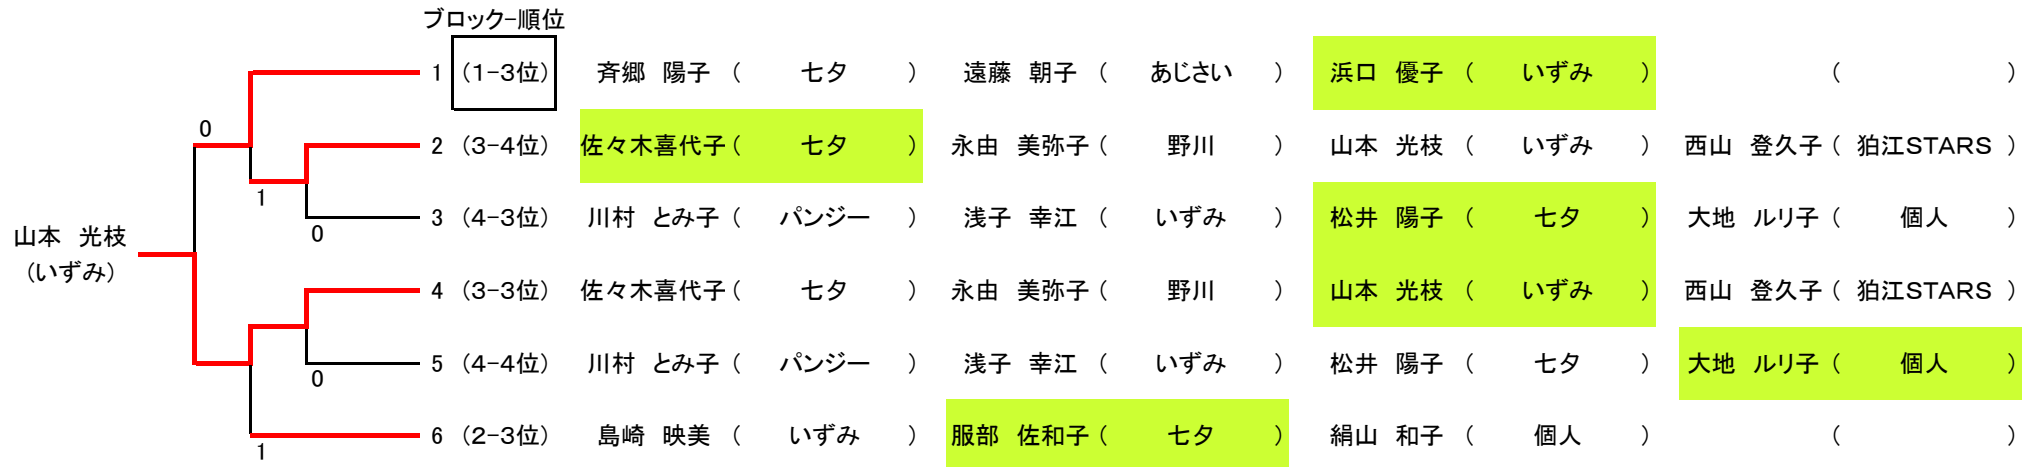 ブロック-順位
1 (1-3位) 斉郷 陽子 ( 七夕 ) 遠藤 朝子 ( あじさい ) 浜口 優子 ( いずみ ) ( )
0
2 (3-4位) 佐々木喜代子( 七夕 ) 永由 美弥子( 野川 ) 山本 光枝 ( いずみ ) 西山 登久子( 狛江STARS )
1
3 (4-3位) 川村 とみ子( パンジー ) 浅子 幸江 ( いずみ ) 松井 陽子 ( 七夕 ) 大地 ルリ子( 個人 )
0
山本 光枝
(いずみ)
4 (3-3位) 佐々木喜代子( 七夕 ) 永由 美弥子( 野川 ) 山本 光枝 ( いずみ ) 西山 登久子( 狛江STARS )
5 (4-4位) 川村 とみ子( パンジー ) 浅子 幸江 ( いずみ ) 松井 陽子 ( 七夕 ) 大地 ルリ子( 個人 )
0
6 (2-3位) 島崎 映美 ( いずみ ) 服部 佐和子( 七夕 ) 絹山 和子 ( 個人 ) ( )
1